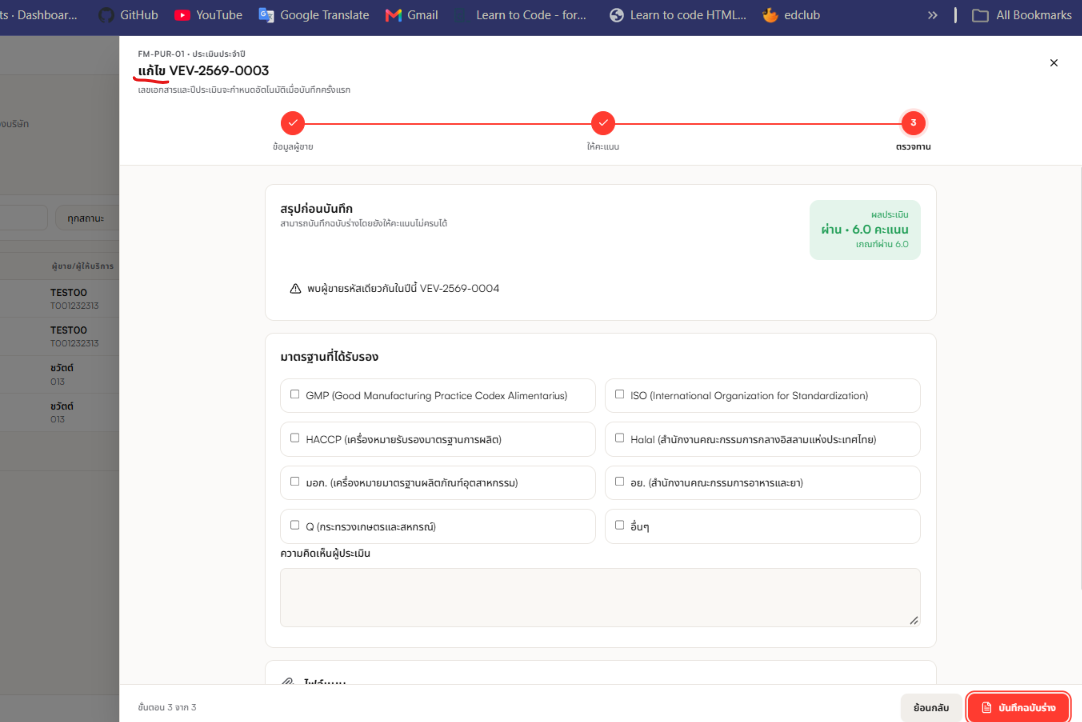 ts · Dashboar...
GitHub
YouTube
Google Translate
Gmail
Learn to Code - for...
Learn to code HTML...
edclub
All Bookmarks
FM-PUR-01 • ประเมินประจำปี
แก้ไข VEV-2569-0003
เลขเอกสารและปีประเมินจะกำหนดอัตโนมัติเมื่อบันทึกครั้งแรก
องบริษัท
3
ข้อมูลผู้ขาย
ให้คะแนน
ตรวจทาน
ทุกสถานะ
ผู้ขาย/ผู้ให้บริการ
TESTOO
T001232313
TESTOO
T001232313
ชวัตต์
013
ชวัตต์
013
สรุปก่อนบันทึก
สามารถบันทึกฉบับร่างโดยยังให้คะแนนไม่ครบได้
ผลประเมิน
ผ่าน • 6.0 คะแนน
เกณฑ์ผ่าน 6.0
พบผู้ขายรหัสเดียวกันในปีนี้ VEV-2569-0004
มาตรฐานที่ได้รับรอง
GMP (Good Manufacturing Practice Codex Alimentarius)
ISO (International Organization for Standardization)
HACCP (เครื่องหมายรับรองมาตรฐานการผลิต)
Halal (สำนักงานคณะกรรมการกลางอิสลามแห่งประเทศไทย)
มอก. (เครื่องหมายมาตรฐานผลิตภัณฑ์อุตสาหกรรม)
อย. (สำนักงานคณะกรรมการอาหารและยา)
Q (กระทรวงเกษตรและสหกรณ์)
อื่นๆ
ความคิดเห็นผู้ประเมิน
ไฟล์แนบ
ขั้นตอน 3 จาก 3
ย้อนกลับ
บันทึกฉบับร่าง